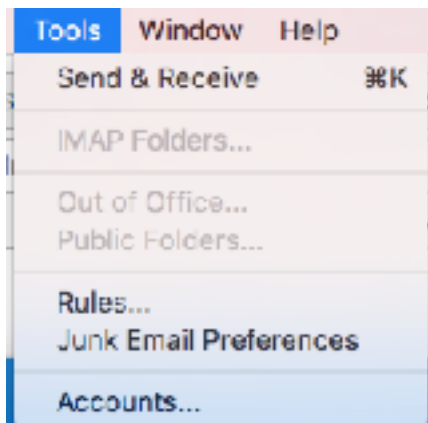 Tools Window Help
Send & Receive ⌘K
IMAP Folders...
Out of Office...
Public Folders...
Rules...
Junk Email Preferences
Accounts...